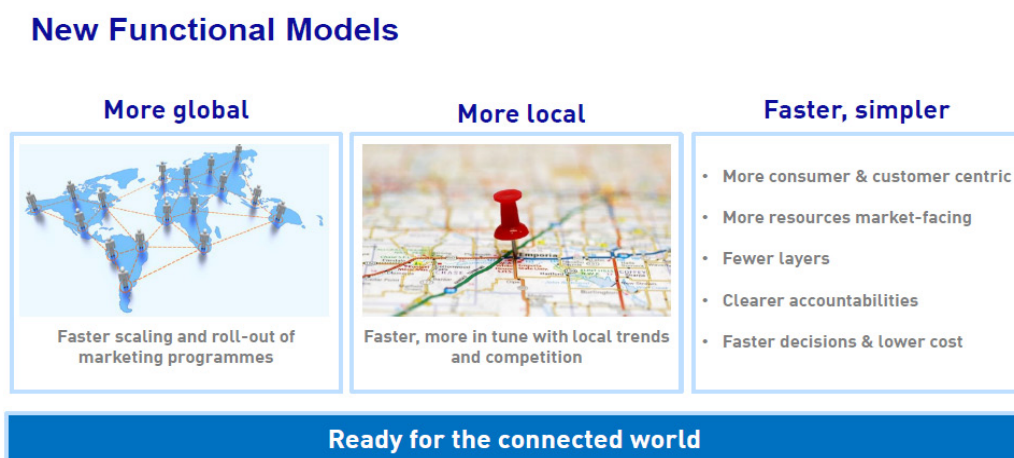 New Functional Models
More global
Faster scaling and roll-out of
marketing programmes
More local
Emporia
Faster, more in tune with local trends
and competition
Faster, simpler
• More consumer & customer centric
• More resources market-facing
• Fewer layers
• Clearer accountabilities
• Faster decisions & lower cost
Ready for the connected world